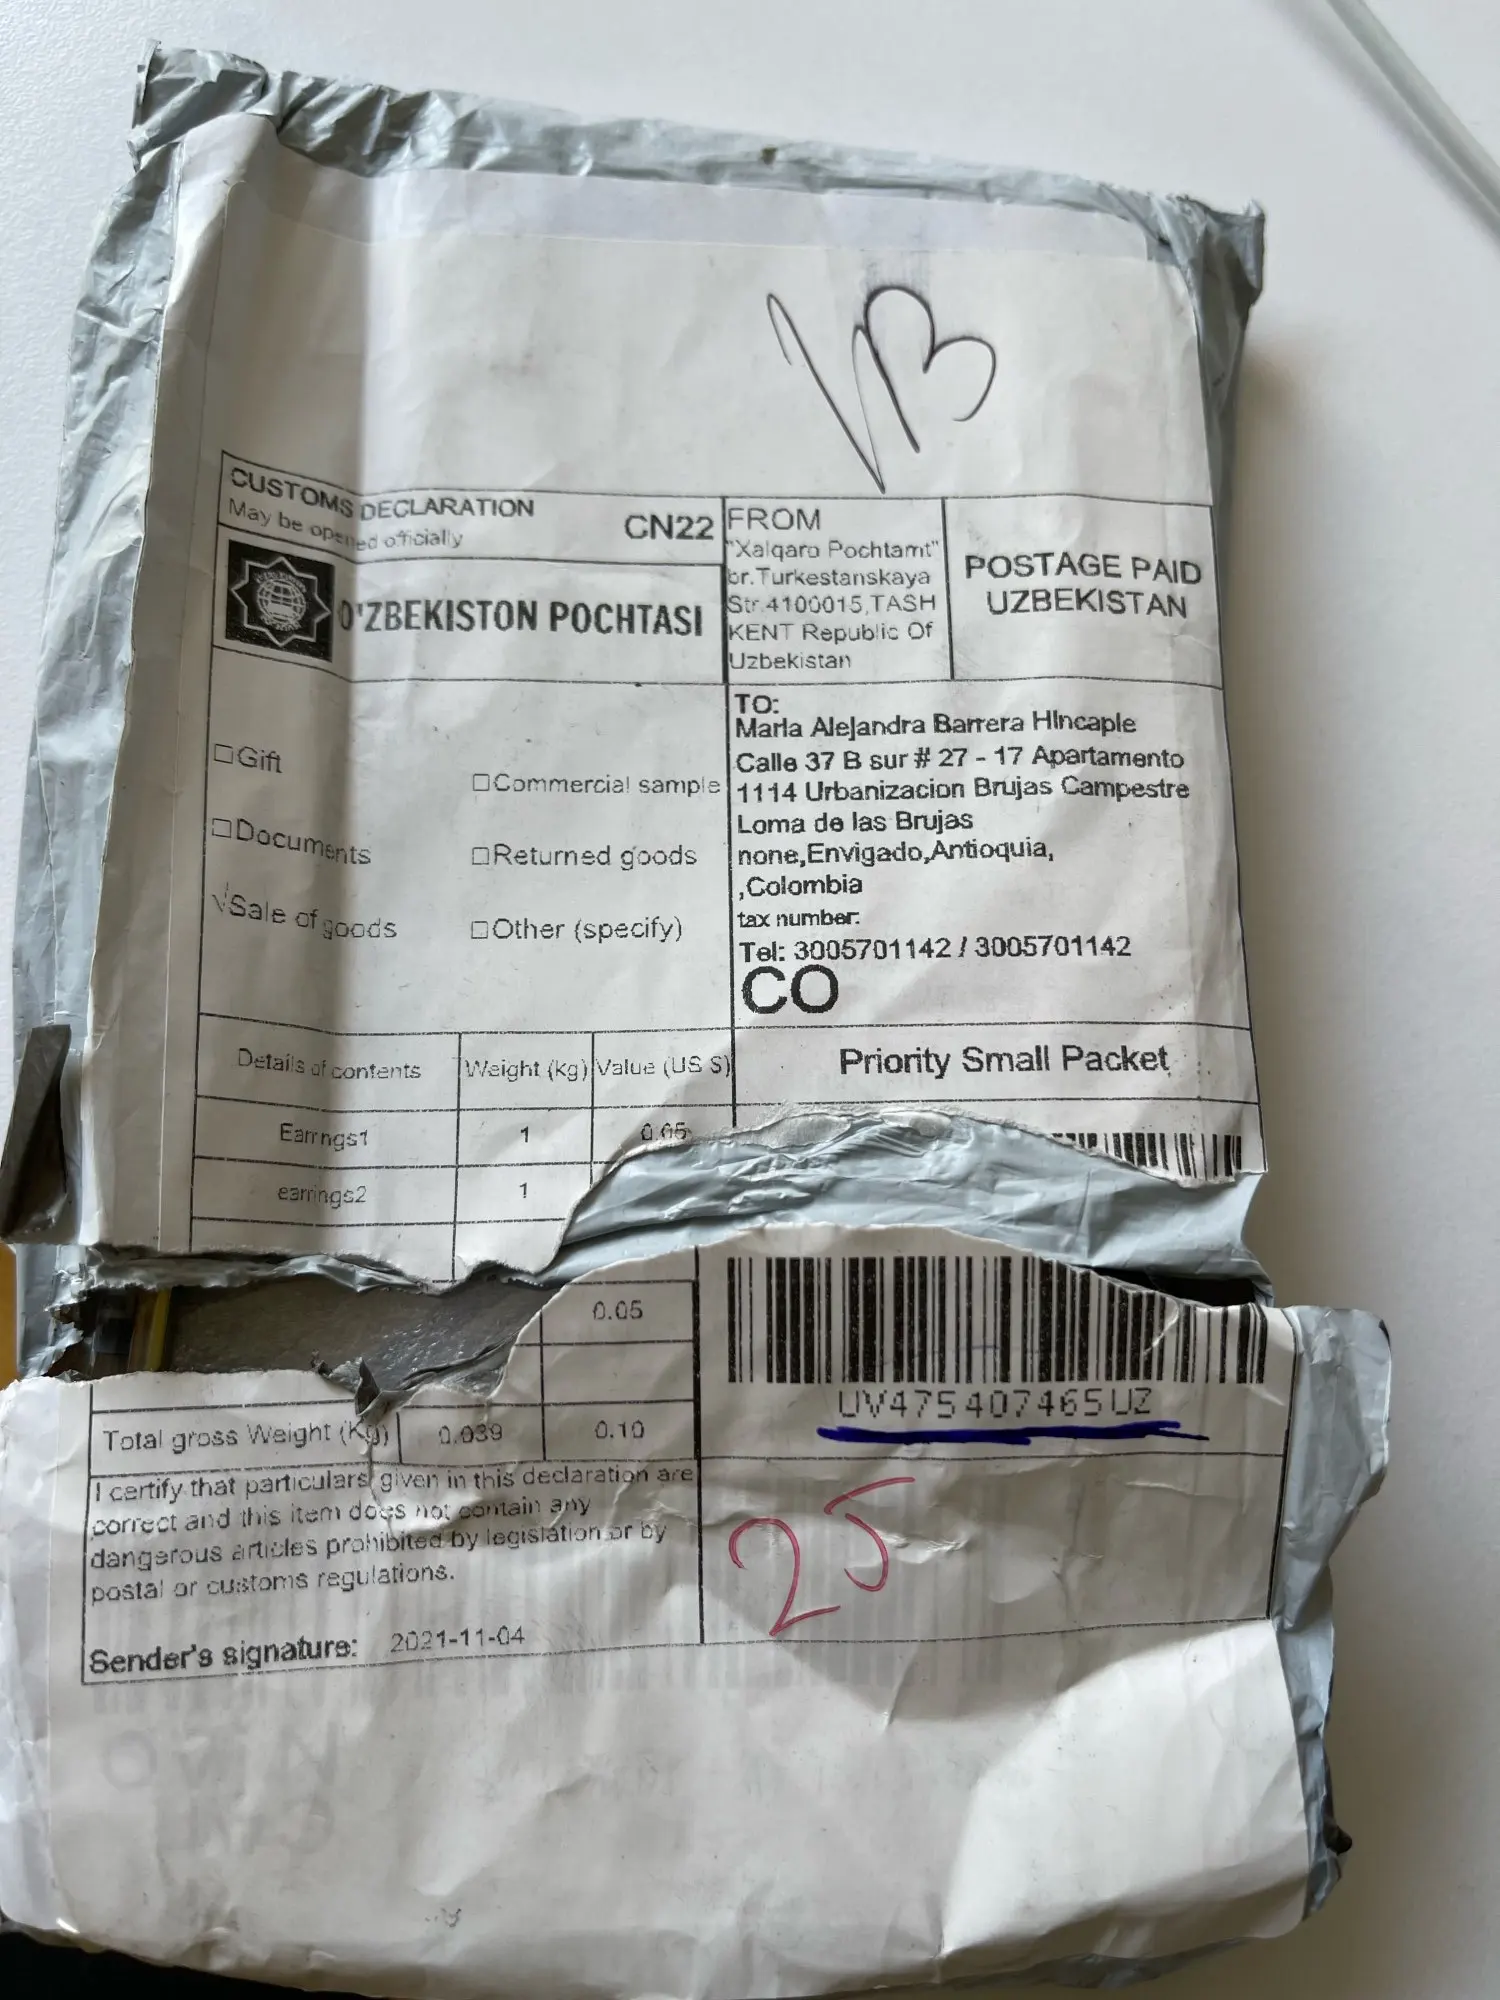 CUSTOMS DECLARATION
May be opened officially
CN22
O'ZBEKISTON POCHTASI
FROM
"Xalqaro Pochtamt"
br.Turkestanskaya
Str.4100015,TASH
KENT Republic Of
Uzbekistan
POSTAGE PAID
UZBEKISTAN
□Gift
□Commercial sample
□Documents
□Returned goods
√Sale of goods
□Other (specify)
TO:
Maria Alejandra Barrera Hincapie
Calle 37 B sur # 27 - 17 Apartamento
1114 Urbanizacion Brujas Campestre
Loma de las Brujas
none,Envigado,Antioquia,
,Colombia
tax number:
Tel: 3005701142 / 3005701142
CO
Priority Small Packet
Details of contents Weight (kg) Value (US $)
Earrings1 1 0.05
earrings2 1
0.05
UV475407465UZ
Total gross Weight (Kg) 0.039 0.10
25
I certify that particulars given in this declaration are
correct and this item does not contain any
dangerous articles prohibited by legislation or by
postal or customs regulations.
Sender's signature: 2021-11-04